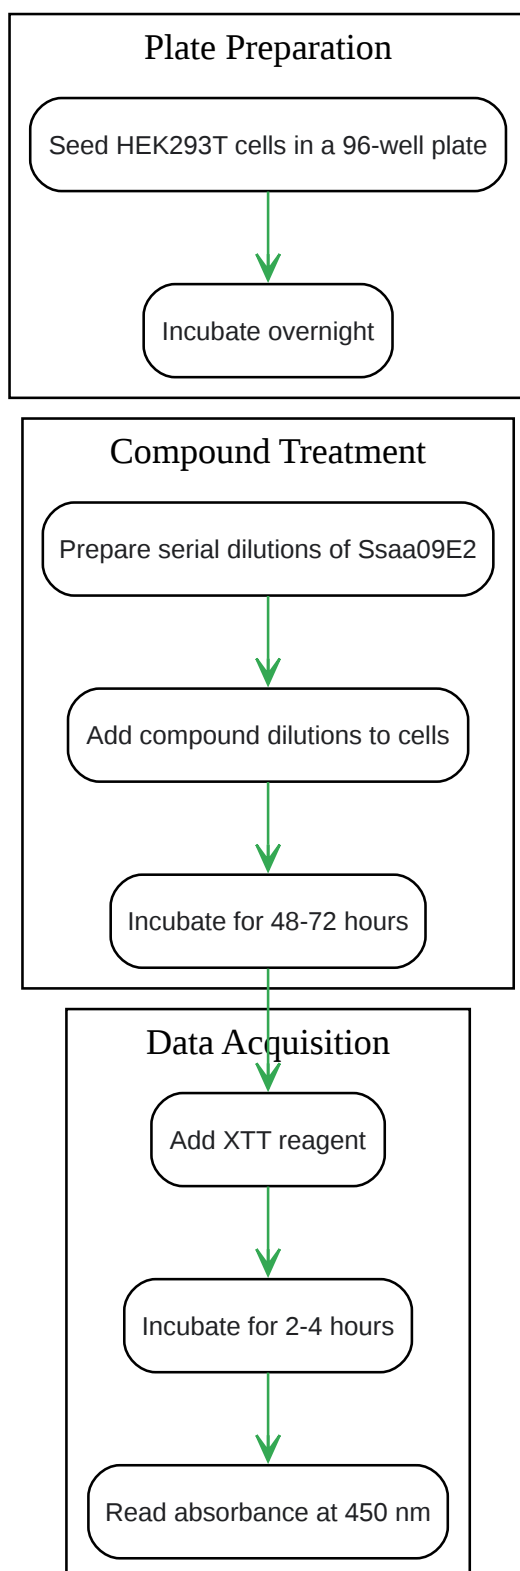 Plate Preparation
Seed HEK293T cells in a 96-well plate
Incubate overnight
Compound Treatment
Prepare serial dilutions of Ssaa09E2
Add compound dilutions to cells
Incubate for 48-72 hours
Data Acquisition
Add XTT reagent
Incubate for 2-4 hours
Read absorbance at 450 nm